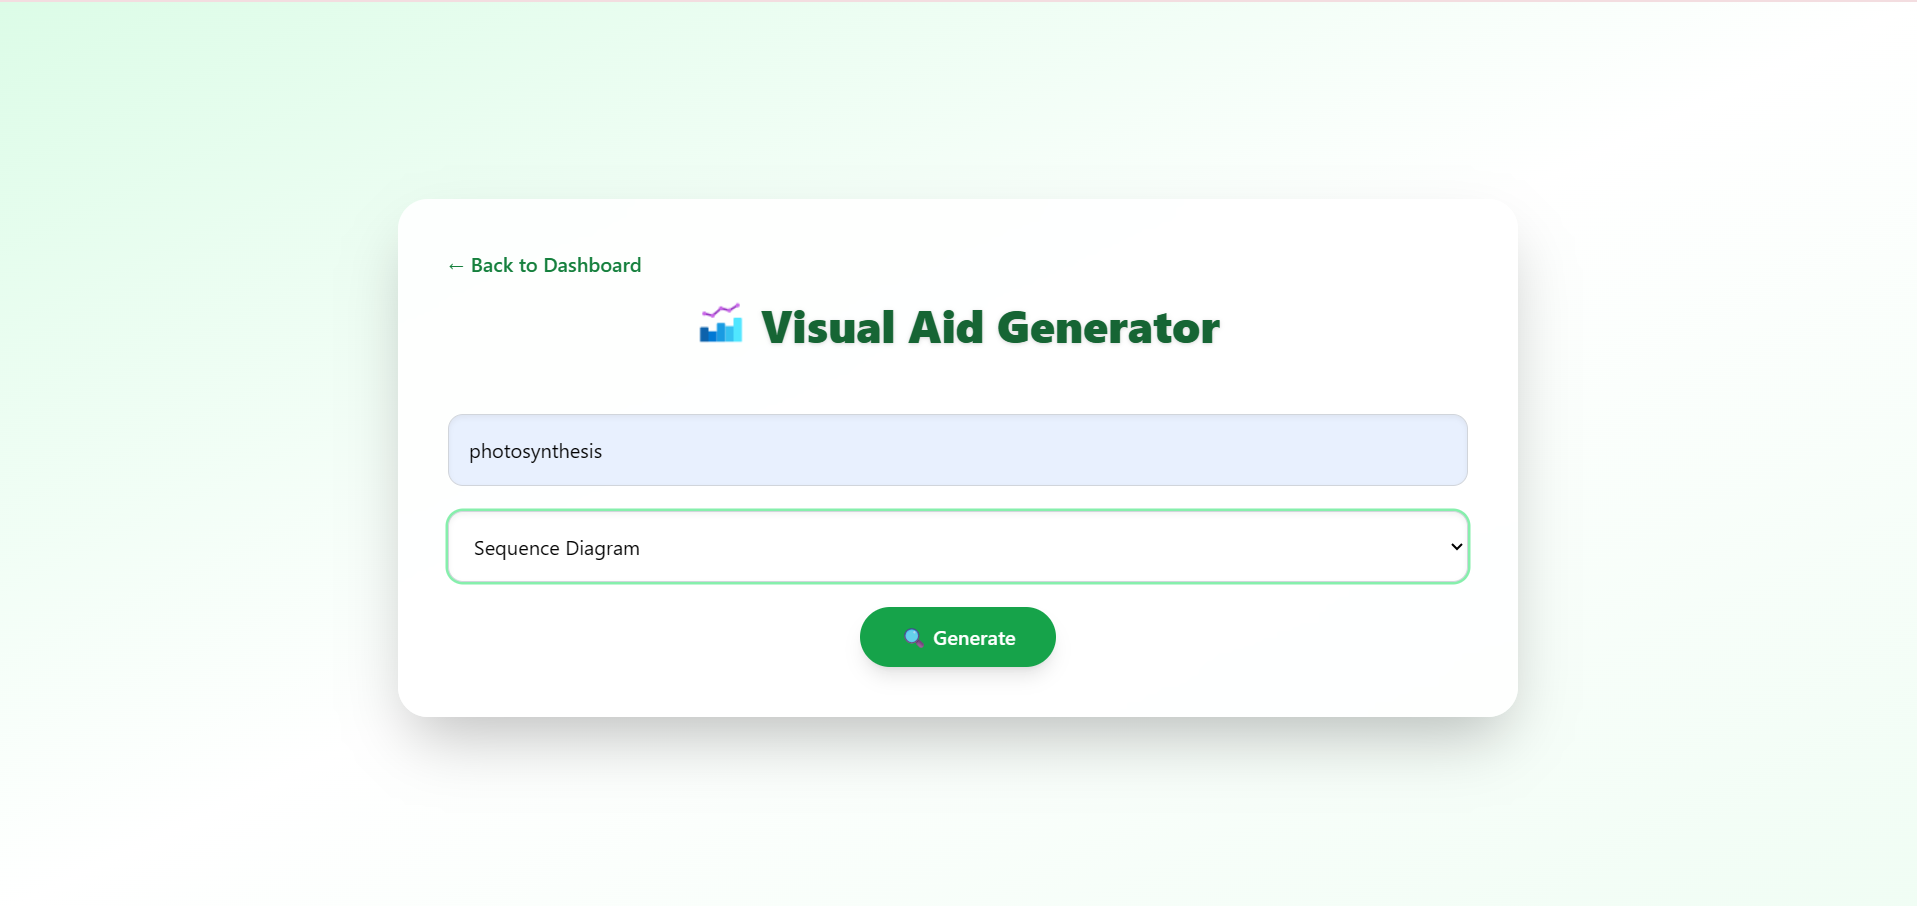 ← Back to Dashboard
Visual Aid Generator
photosynthesis
Sequence Diagram
Generate